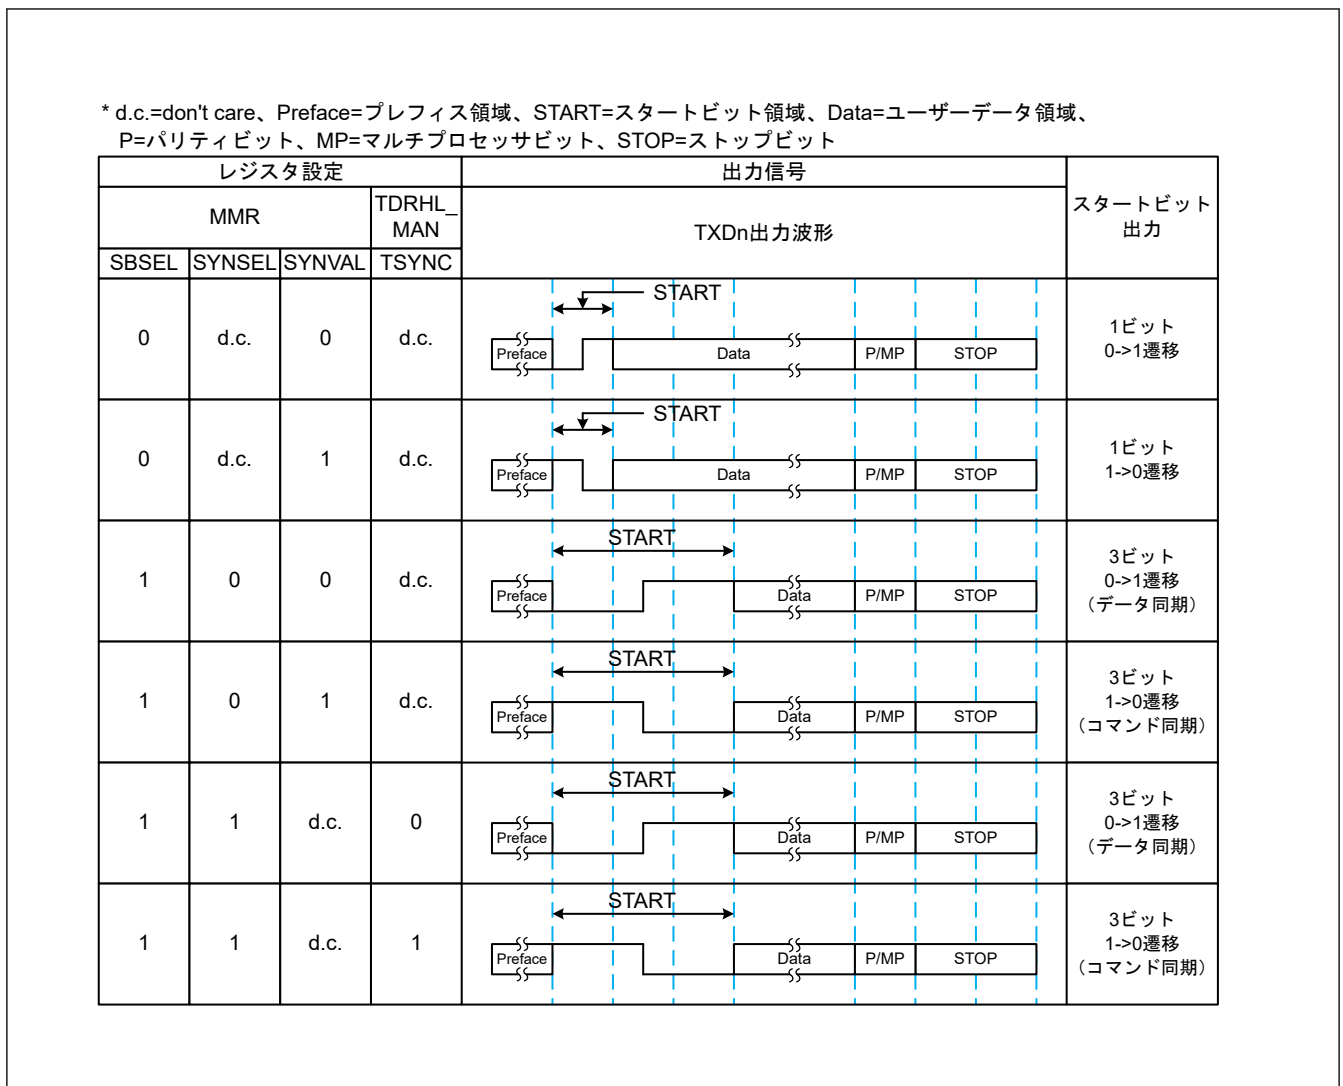 * d.c.=don't care、Preface=プレフィス領域、START=スタートビット領域、Data=ユーザーデータ領域、
P=パリティビット、MP=マルチプロセッサビット、STOP=ストップビット
レジスタ設定
出力信号
スタートビット
出力
MMR
TDRHL_
MAN
TXDn出力波形
SBSEL SYNSEL SYNVAL TSYNC
START
0 d.c. 0 d.c.
Preface Data P/MP STOP
1ビット
0->1遷移
START
0 d.c. 1 d.c.
Preface Data P/MP STOP
1ビット
1->0遷移
START
1 0 0 d.c.
Preface Data P/MP STOP
3ビット
0->1遷移
（データ同期）
START
1 0 1 d.c.
Preface Data P/MP STOP
3ビット
1->0遷移
（コマンド同期）
START
1 1 d.c. 0
Preface Data P/MP STOP
3ビット
0->1遷移
（データ同期）
START
1 1 d.c. 1
Preface Data P/MP STOP
3ビット
1->0遷移
（コマンド同期）